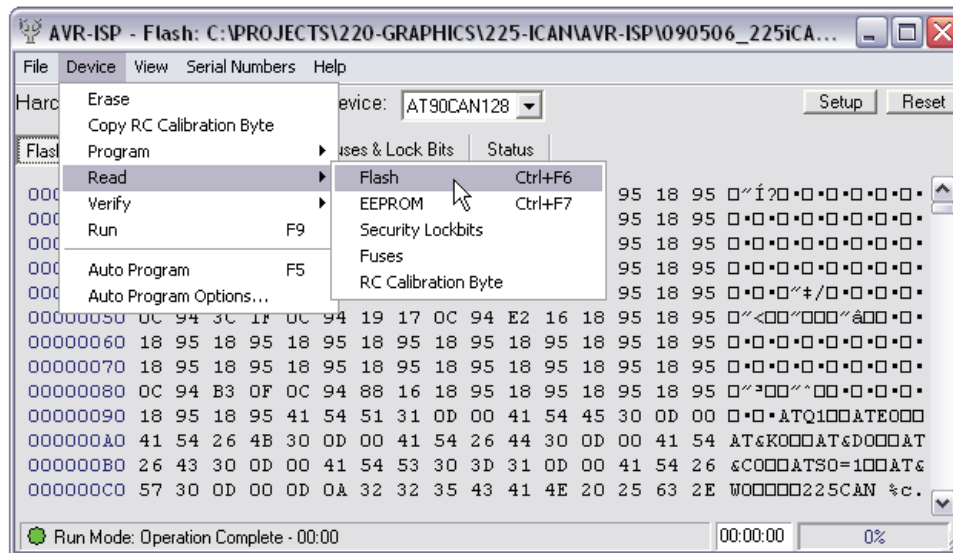 AVR-ISP - Flash: C:\PROJECTS\220-GRAPHICS\225-ICAN\AVR-ISP\090506_225iCA...
File Device View Serial Numbers Help
Harc evice: AT90CAN128 Setup Reset
Flas uses & Lock Bits Status
Erase
Copy RC Calibration Byte
Program
Read
Verify
Run F9
Auto Program F5
Auto Program Options...
Flash Ctrl+F6
EEPROM Ctrl+F7
Security Lockbits
Fuses
RC Calibration Byte
000 95 18 95
000 95 18 95
000 95 18 95
000 95 18 95
000 95 18 95
00000050 0C 94 3C 1F 0C 94 19 17 0C 94 E2 16 18 95 18 95
00000060 18 95 18 95 18 95 18 95 18 95 18 95 18 95 18 95
00000070 18 95 18 95 18 95 18 95 18 95 18 95 18 95 18 95
00000080 0C 94 B3 0F 0C 94 88 16 18 95 18 95 18 95 18 95
00000090 18 95 18 95 41 54 51 31 0D 00 41 54 45 30 0D 00 ATQ1 ATE0
000000A0 41 54 26 4B 30 0D 00 41 54 26 44 30 0D 00 41 54 AT&K0 AT&D0 AT
000000B0 26 43 30 0D 00 41 54 53 30 3D 31 0D 00 41 54 26 &C0 ATS0=1 AT&
000000C0 57 30 0D 00 0D 0A 32 32 35 43 41 4E 20 25 63 2E W0 225CAN %c.
Run Mode: Operation Complete - 00:00 00:00:00 0%